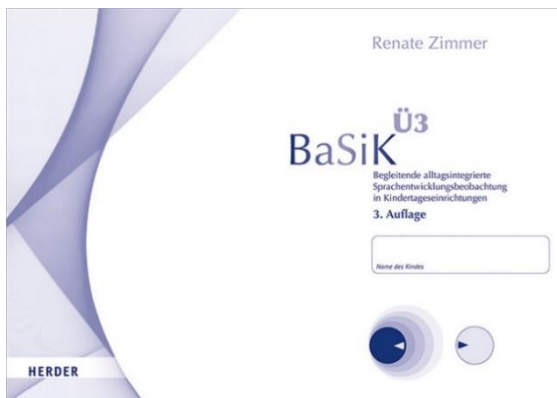 Renate Zimmer
BaSiK Ü3
Begleitende alltagsintegrierte
Sprachentwicklungsbeobachtung
in Kindertageseinrichtungen
3. Auflage
Name des Kindes
HERDER